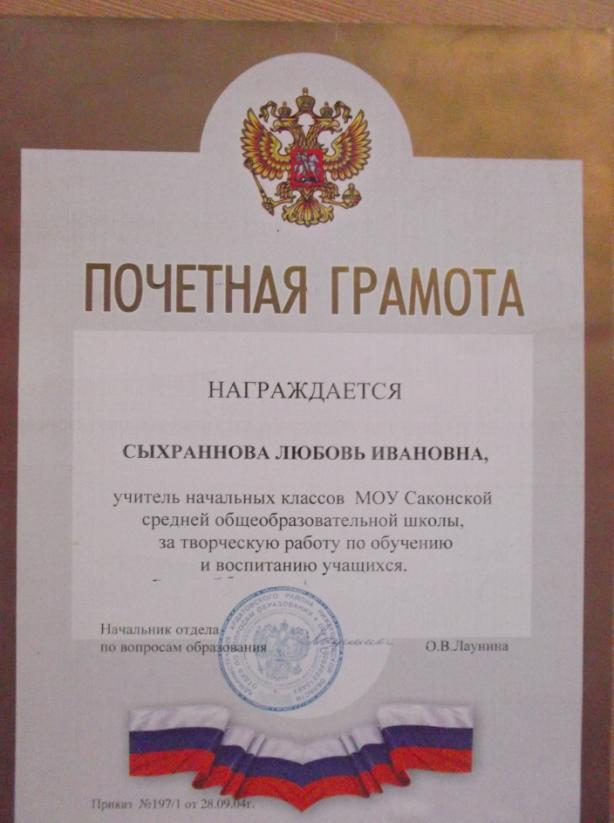 ПОЧЕТНАЯ ГРАМОТА
НАГРАЖДАЕТСЯ
СЫХРАННОВА ЛЮБОВЬ ИВАНОВНА,
учитель начальных классов МОУ Саконской
средней общеобразовательной школы,
за творческую работу по обучению
и воспитанию учащихся.
Начальник отдела
по вопросам образования
О.В.Лаунина
Приказ №197/1 от 28.09.04г.